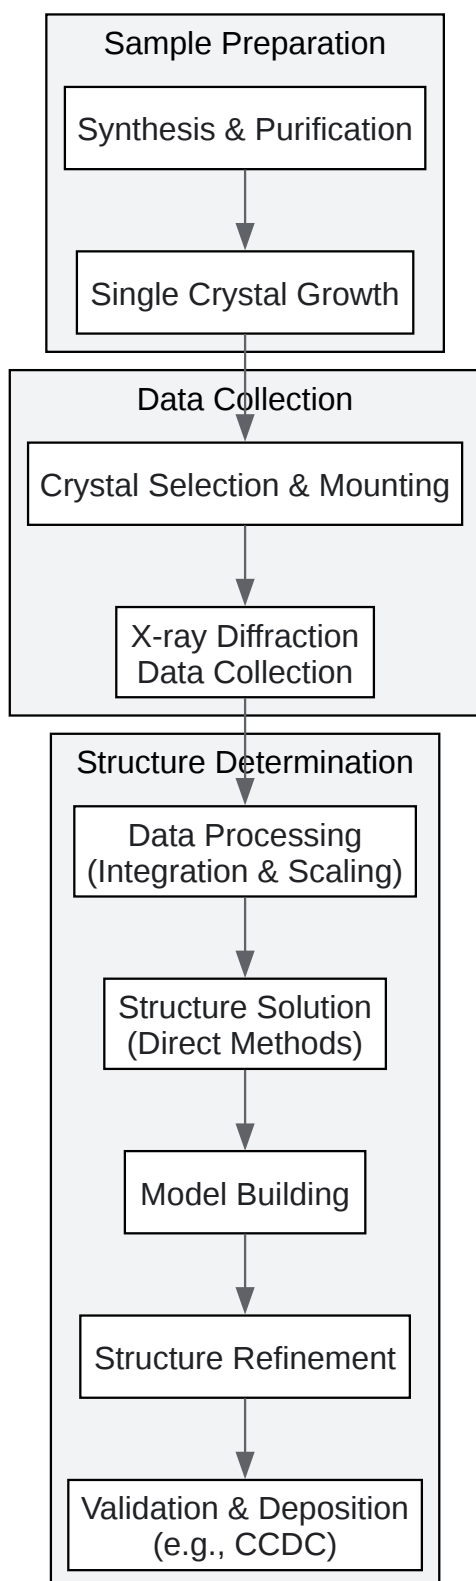 Sample Preparation
Synthesis & Purification
Single Crystal Growth
Data Collection
Crystal Selection & Mounting
X-ray Diffraction
Data Collection
Structure Determination
Data Processing
(Integration & Scaling)
Structure Solution
(Direct Methods)
Model Building
Structure Refinement
Validation & Deposition
(e.g., CCDC)